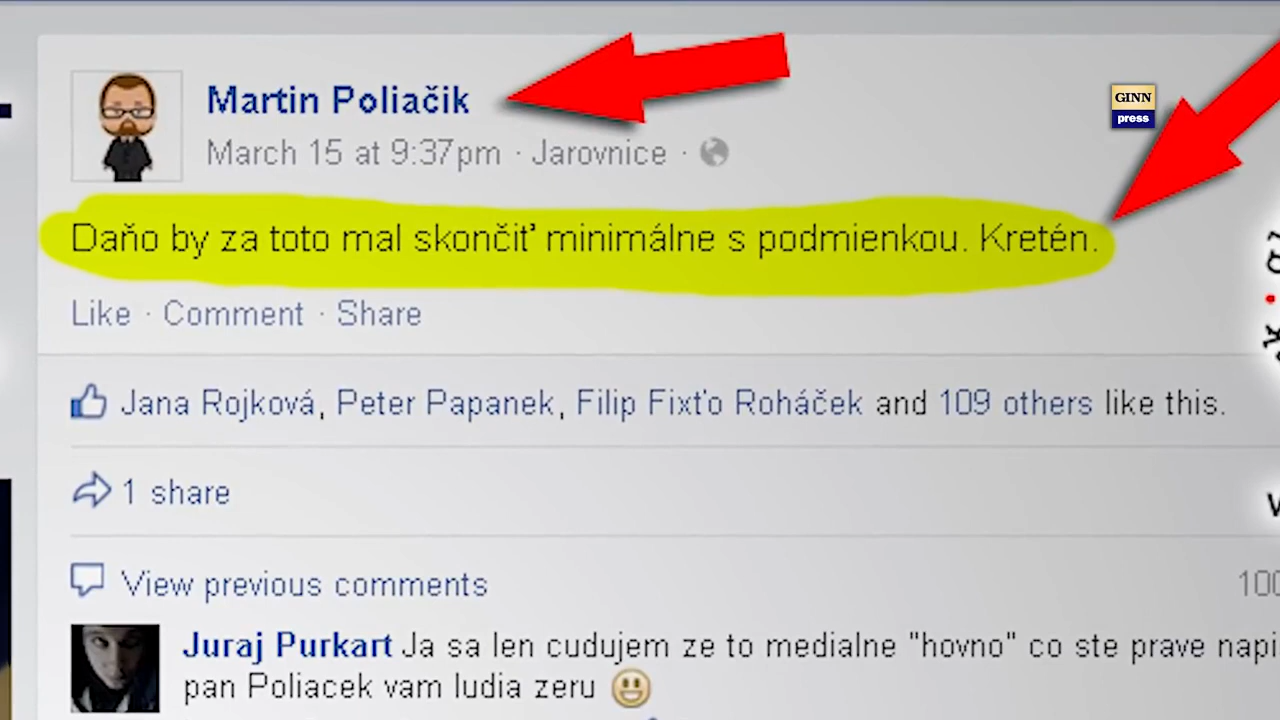 Martin Poliačik
GINN
press
March 15 at 9:37pm · Jarovnice ·
Daňo by za toto mal skončiť minimálne s podmienkou. Kretén.
Like · Comment · Share
Jana Rojková, Peter Papanek, Filip Fixťo Roháček and 109 others like this.
1 share
View previous comments
Juraj Purkart Ja sa len cudujem ze to medialne "hovno" co ste prave
pan Poliacek vam ludia zeru